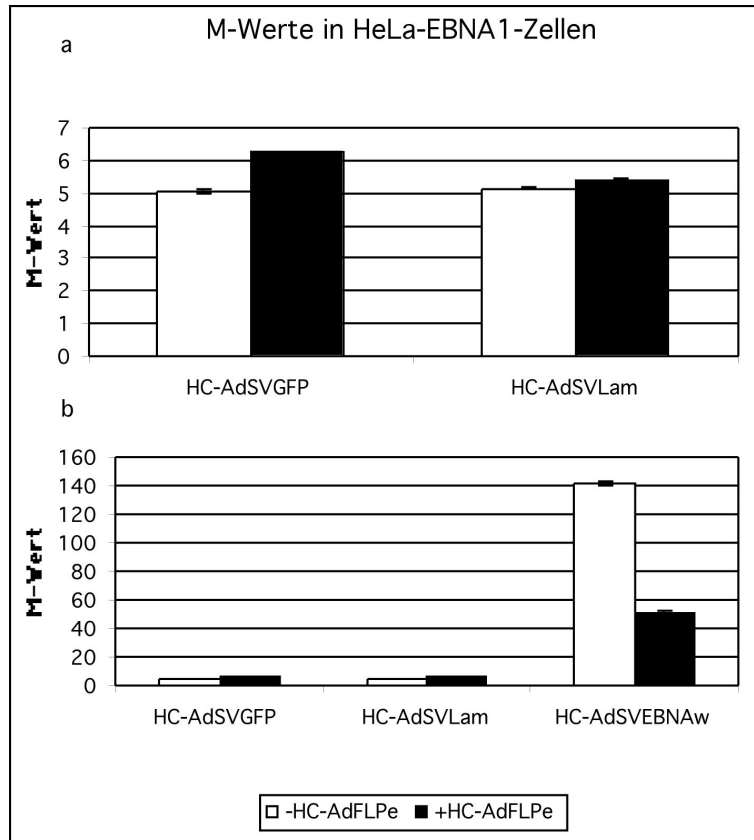 M-Werte in HeLa-EBNA1-Zellen
a
7
6
5
4
3
2
1
0
M-Wert
HC-AdSVGFP HC-AdSVLam
b
160
140
120
100
80
60
40
20
0
M-Wert
HC-AdSVGFP HC-AdSVLam HC-AdSVEBNAw
-HC-AdFLPe +HC-AdFLPe